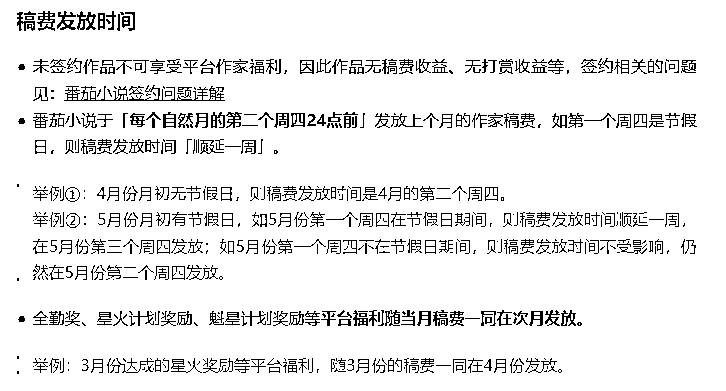 稿费发放时间
未签约作品不可享受平台作家福利，因此作品无稿费收益、无打赏收益等，签约相关的问题
见：番茄小说签约问题详解
番茄小说于「每个自然月的第二个周四24点前」发放上个月的作家稿费，如第一个周四是节假
日，则稿费发放时间「顺延一周」。
举例①：4月份月初无节假日，则稿费发放时间是4月的第二个周四。
举例②：5月份月初有节假日，如5月份第一个周四在节假日期间，则稿费发放时间顺延一周，
在5月份第三个周四发放；如5月份第一个周四不在节假日期间，则稿费发放时间不受影响，仍
然在5月份第二个周四发放。
全勤奖、星火计划奖励、魁星计划奖励等平台福利随当月稿费一同在次月发放。
举例：3月份达成的星火奖励等平台福利，随3月份的稿费一同在4月份发放。